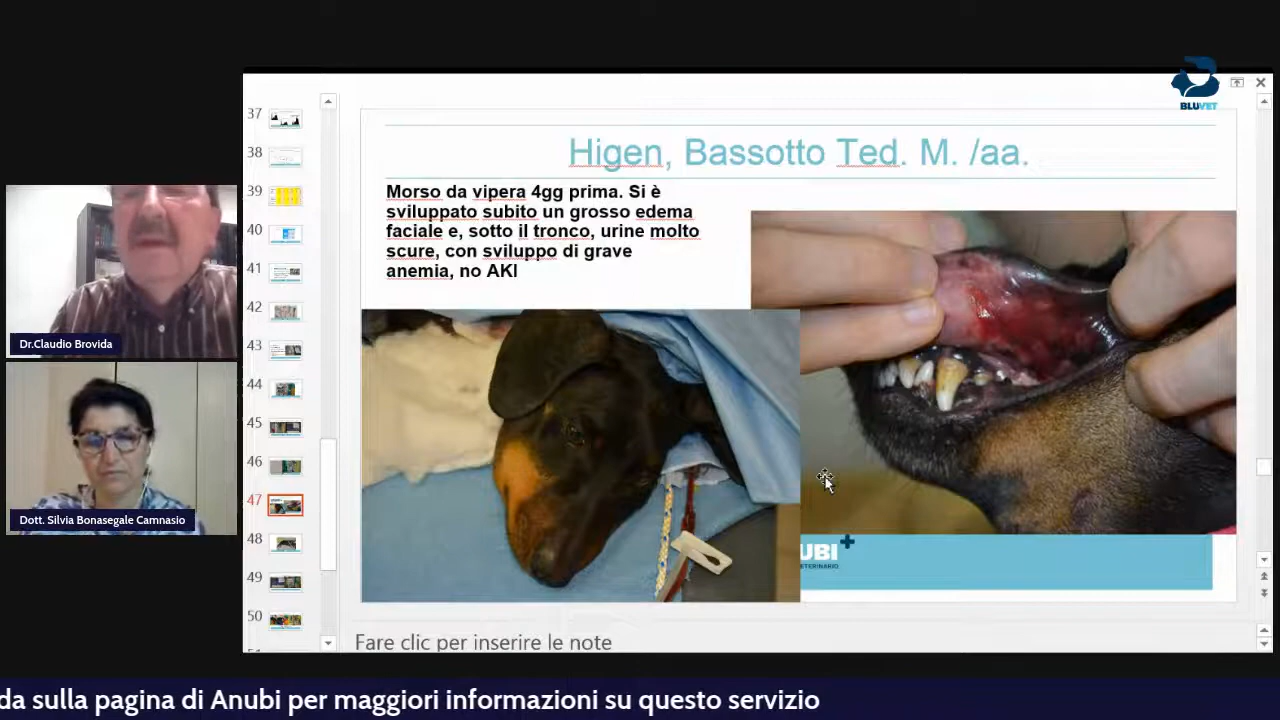 BLUVET
37
38
39
40
41
42
43
44
45
46
47
48
49
50
Higen, Bassotto Ted. M. /aa.
Morso da vipera 4gg prima. Si è
sviluppato subito un grosso edema
faciale e, sotto il tronco, urine molto
scure, con sviluppo di grave
anemia, no AKI
UBI
ETERINARIO
Fare clic per inserire le note
Dr.Claudio Brovida
Dott. Silvia Bonasegale Camnasio
da sulla pagina di Anubi per maggiori informazioni su questo servizio